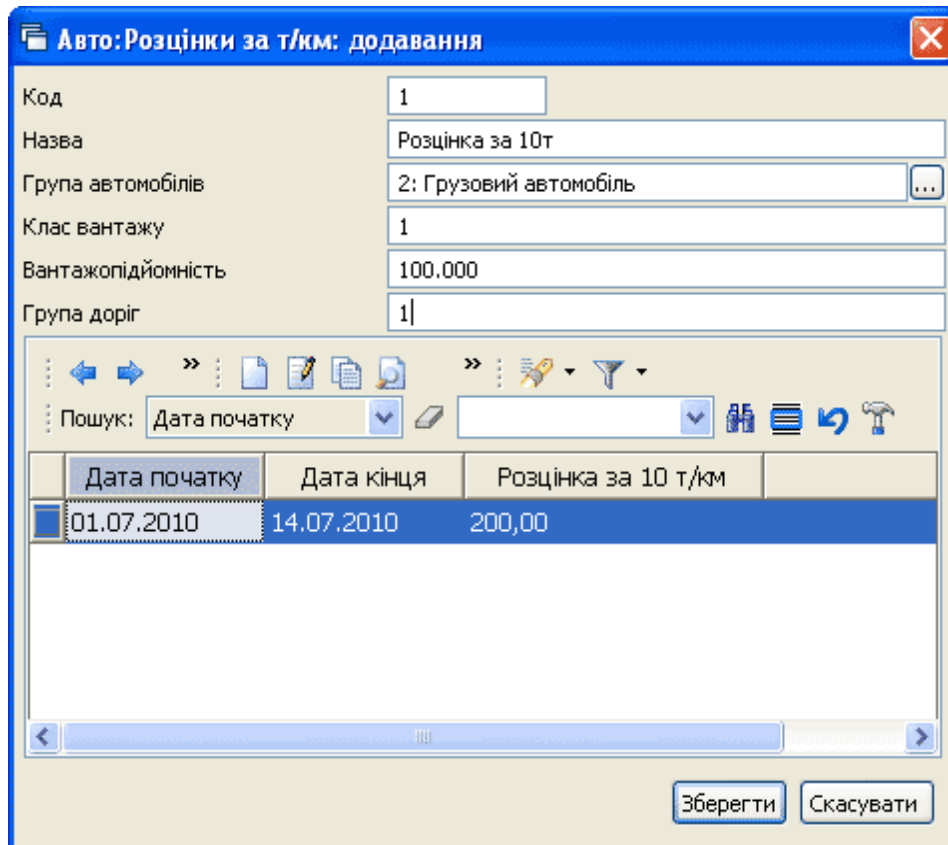 Авто:Розцінки за т/км: додавання
Код 1
Назва Розцінка за 10т
Група автомобілів 2: Грузовий автомобіль ...
Клас вантажу 1
Вантажопідйомність 100.000
Група доріг 1
Пошук: Дата початку
Дата початку Дата кінця Розцінка за 10 т/км
01.07.2010 14.07.2010 200,00
Зберегти Скасувати